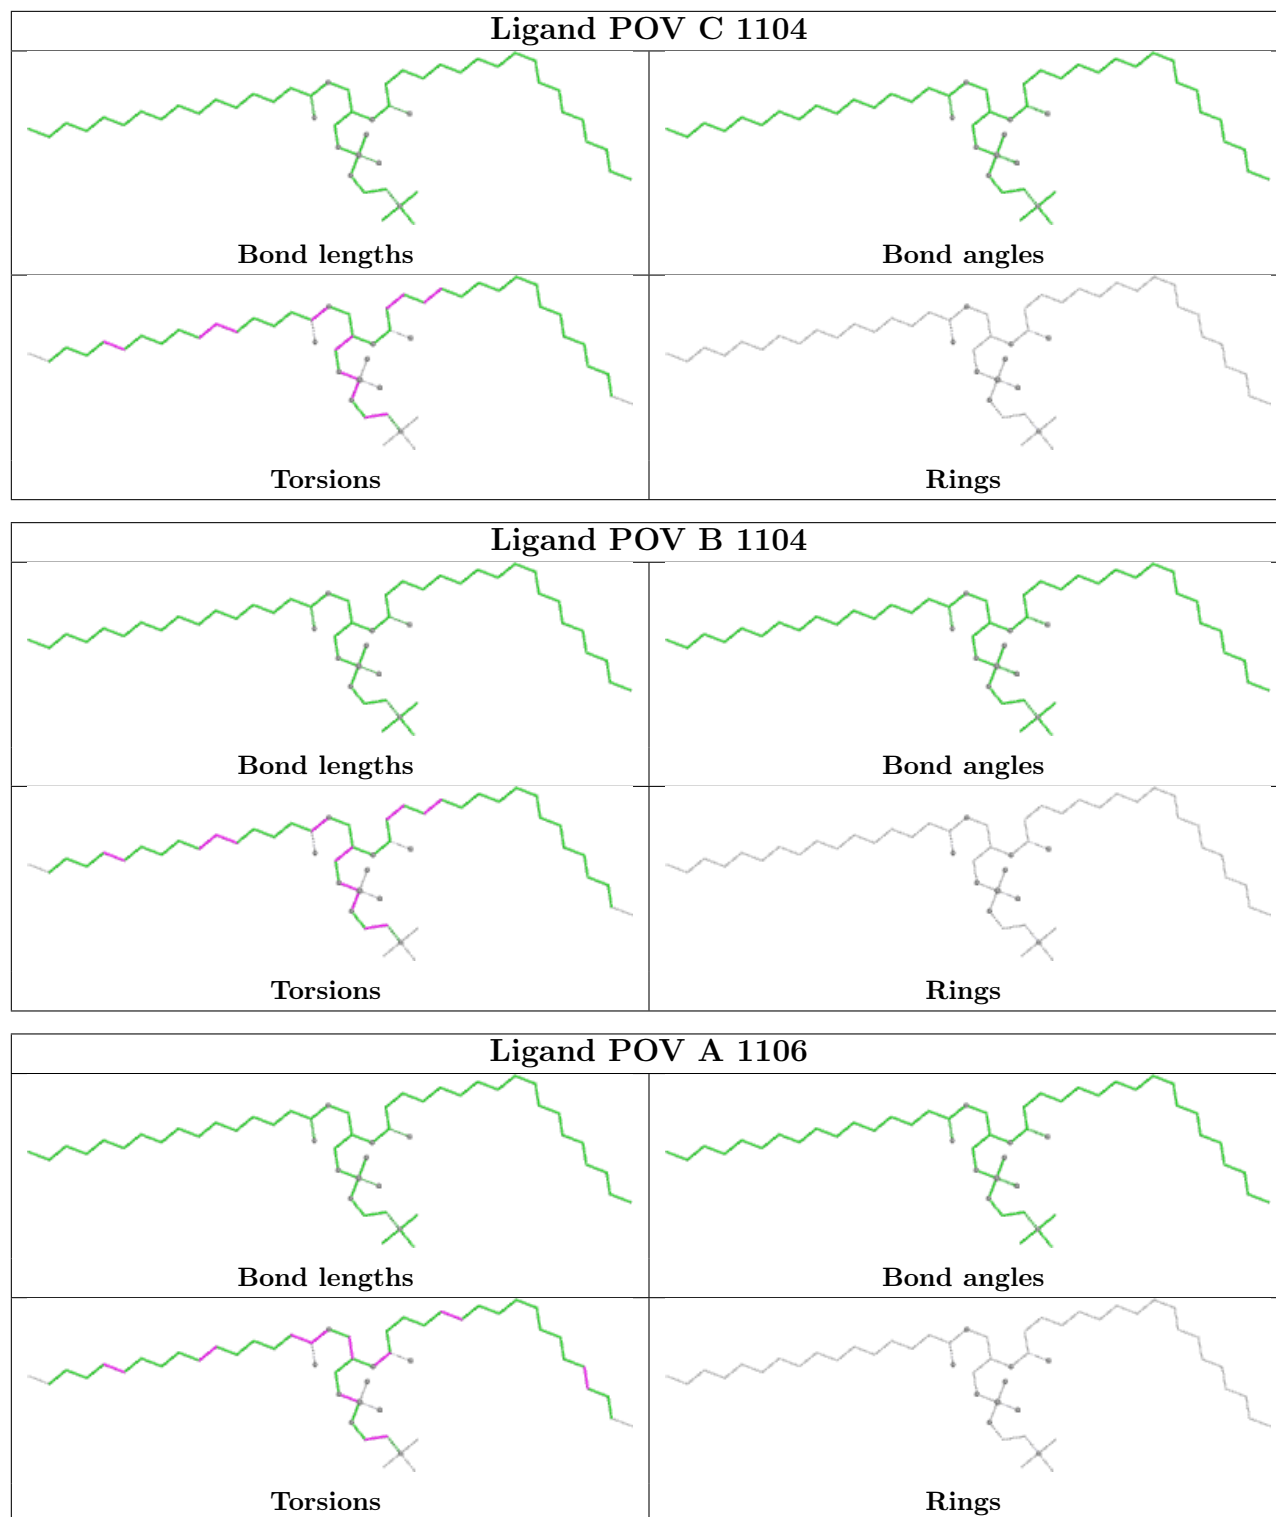 Ligand POV C 1104
Bond lengths
Bond angles
Torsions
Rings
Ligand POV B 1104
Bond lengths
Bond angles
Torsions
Rings
Ligand POV A 1106
Bond lengths
Bond angles
Torsions
Rings